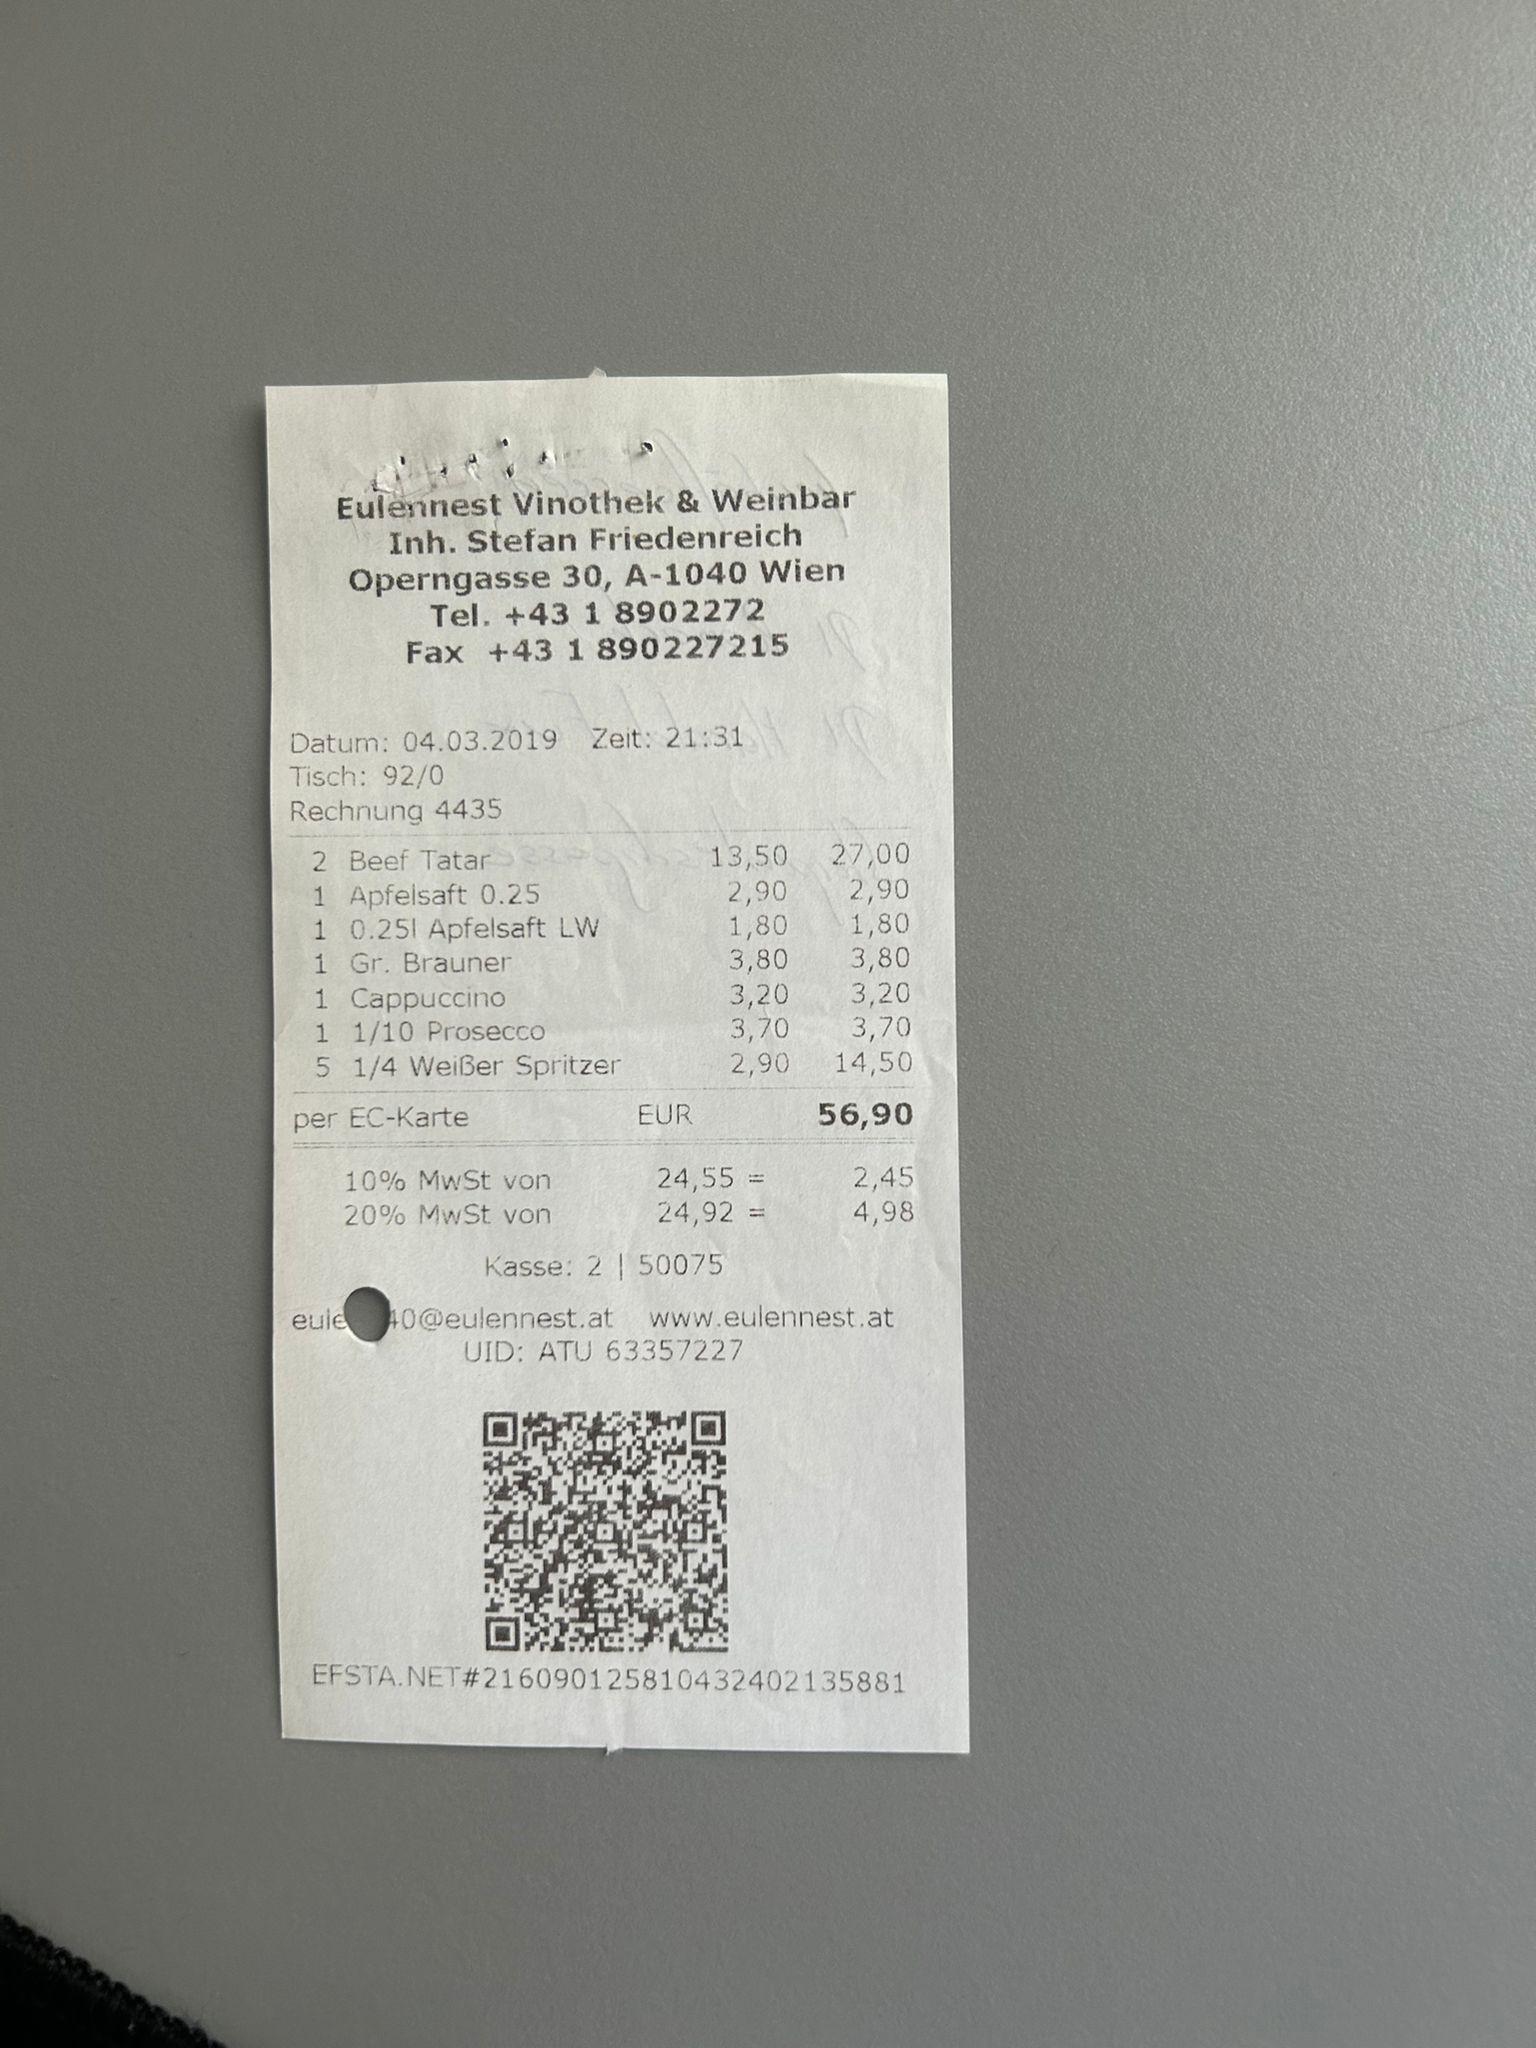 Eulennest Vinothek & Weinbar
Inh. Stefan Friedenreich
Operngasse 30, A-1040 Wien
Tel. +43 1 8902272
Fax +43 1 890227215
Datum: 04.03.2019 Zeit: 21:31
Tisch: 92/0
Rechnung 4435
2 Beef Tatar 13,50 27,00
1 Apfelsaft 0.25 2,90 2,90
1 0.25l Apfelsaft LW 1,80 1,80
1 Gr. Brauner 3,80 3,80
1 Cappuccino 3,20 3,20
1 1/10 Prosecco 3,70 3,70
5 1/4 Weißer Spritzer 2,90 14,50
per EC-Karte EUR 56,90
10% MwSt von 24,55 = 2,45
20% MwSt von 24,92 = 4,98
Kasse: 2 | 50075
www.eulennest.at
UID: ATU 63357227
EFSTA.NET#216090125810432402135881